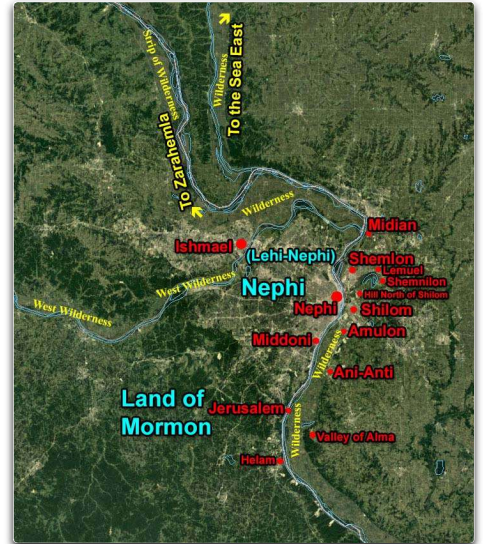 Strip of Wilderness
Wilderness
To the Sea East
To Zarahemla
Wilderness
Midian
Ishmael
(Lehi-Nephi)
Shemlon
Lemuel
Shemnilon
West Wilderness
Nephi
Hill North of Shilom
West Wilderness
Nephi
Shilom
Amulon
Middoni
Wilderness
Ani-Anti
Land of
Mormon
Jerusalem
Wilderness
Valley of Alma
Helam